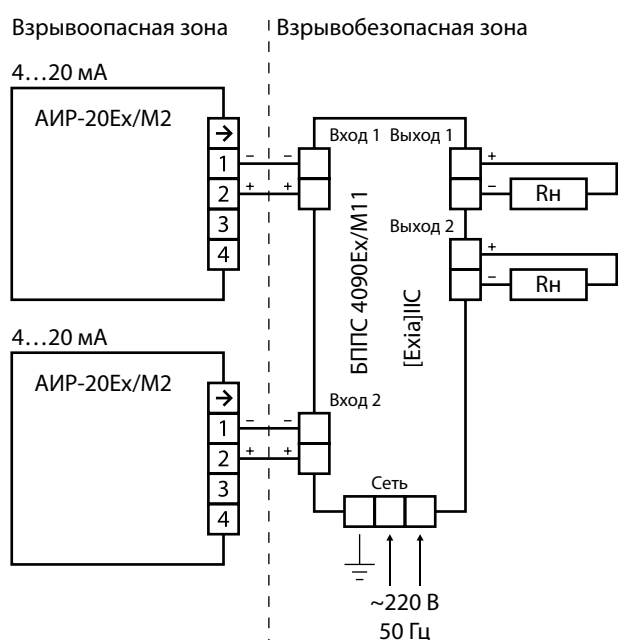 Взрывоопасная зона
Взрывобезопасная зона
4…20 мА
АИР-20Ex/М2
→
1
2
3
4
– –
+ +
4…20 мА
АИР-20Ex/М2
→
1
2
3
4
– –
+ +
Вход 1 Выход 1
+
–
Rн
Выход 2
+
–
Rн
БППС 4090Ex/М11
[Exia]IIC
Вход 2
Сеть
~220 В
50 Гц